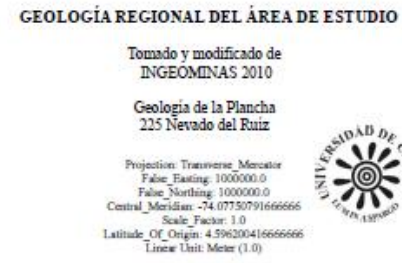 GEOLOGÍA REGIONAL DEL ÁREA DE ESTUDIO
Tomado y modificado de
INGEOMINAS 2010
Geología de la Plancha
225 Nevado del Ruiz
Projection: Transverse_Mercator
False_Easting: 1000000.0
False_Northing: 1000000.0
Central_Meridian: -74.07750791666666
Scale_Factor: 1.0
Latitude_Of_Origin: 4.596200416666666
Linear Unit: Meter (1.0)